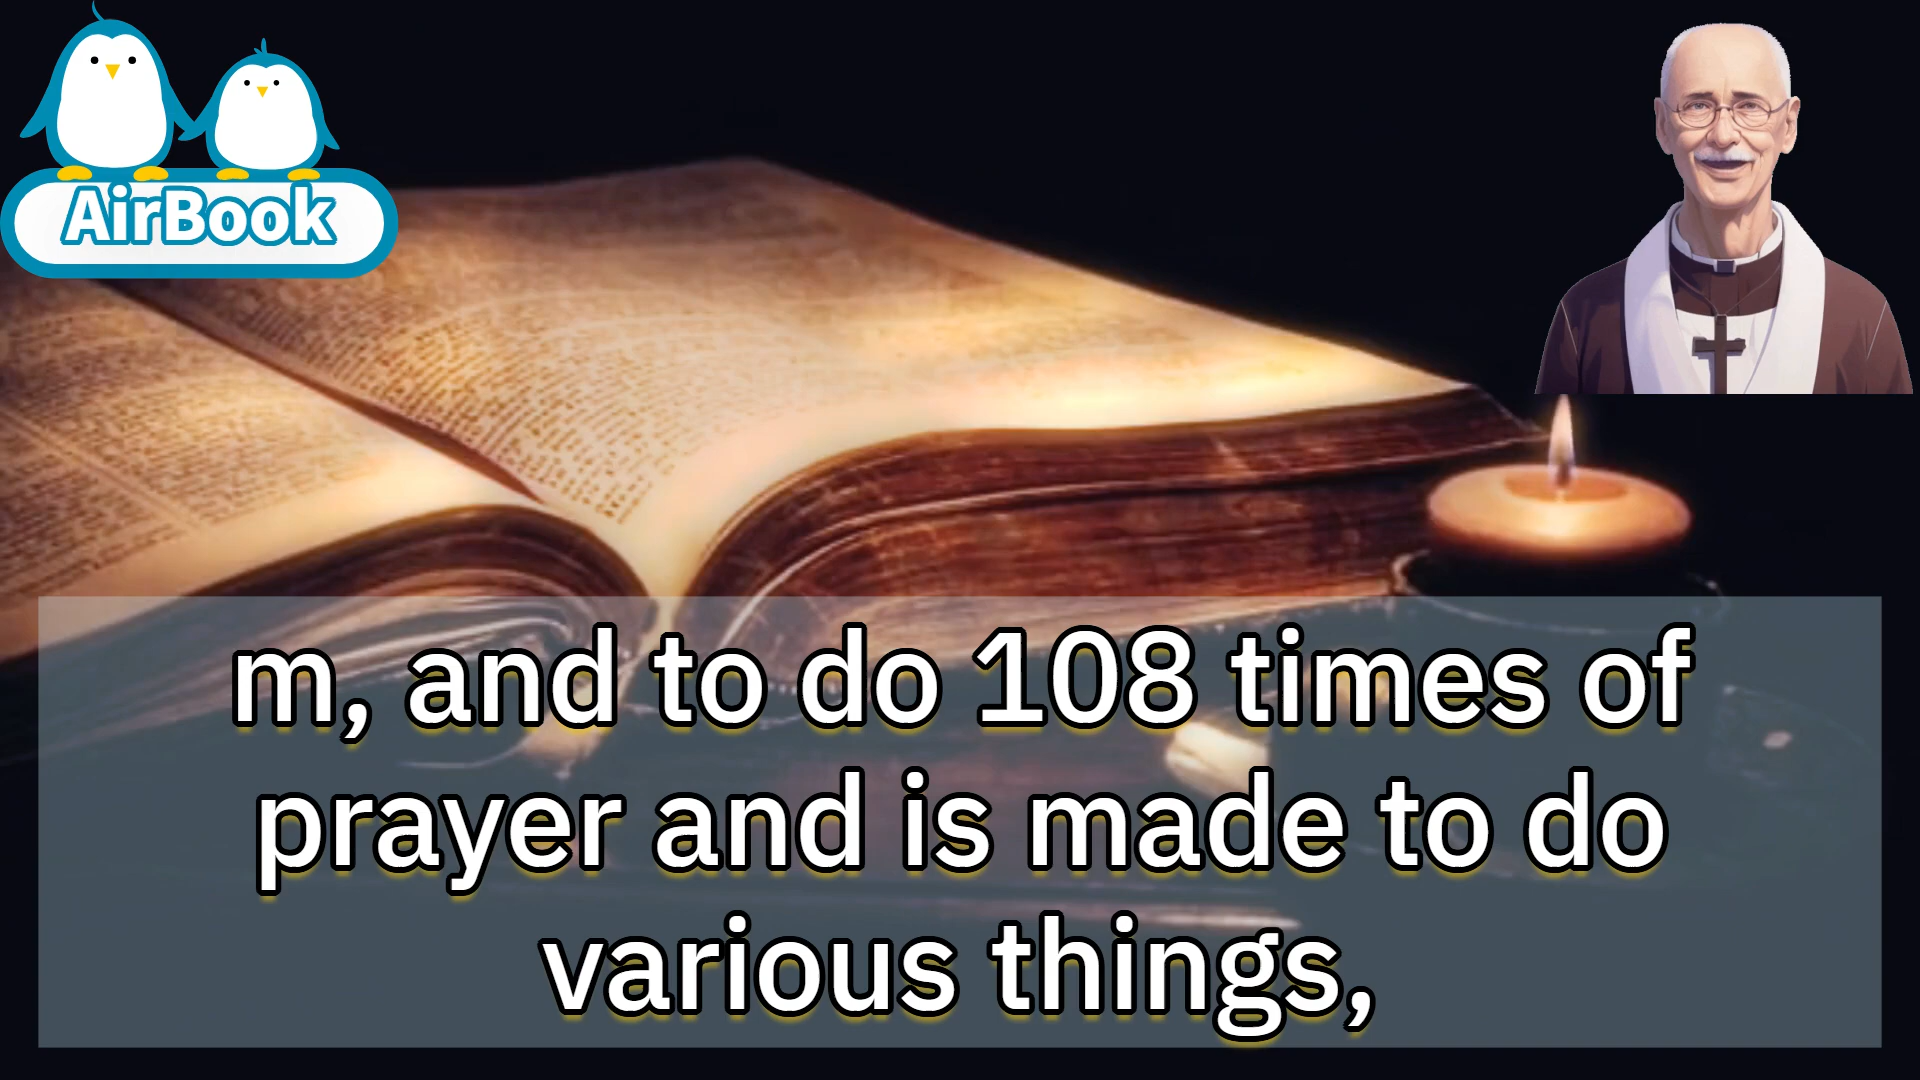 AirBook
m, and to do 108 times of
prayer and is made to do
various things,